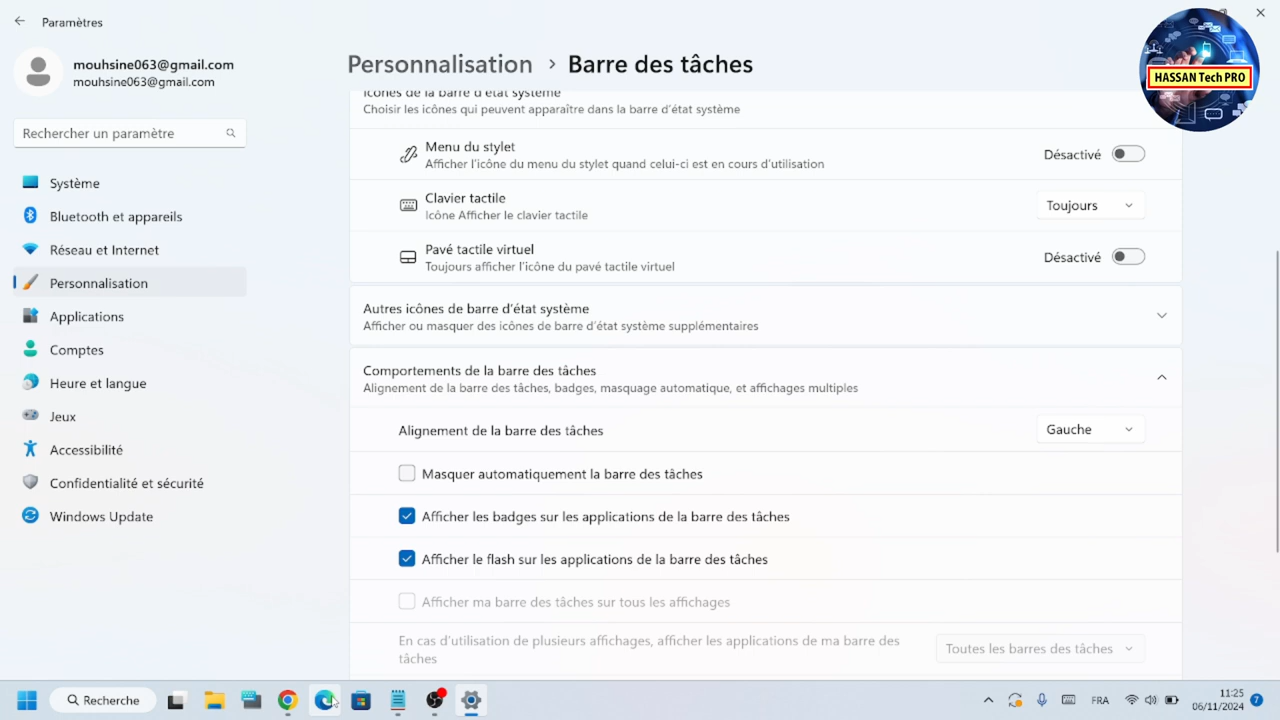 Paramètres
mouhsine063@gmail.com
mouhsine063@gmail.com
Rechercher un paramètre
Système
Bluetooth et appareils
Réseau et Internet
Personnalisation
Applications
Comptes
Heure et langue
Jeux
Accessibilité
Confidentialité et sécurité
Windows Update
Personnalisation > Barre des tâches
HASSAN Tech PRO
Icônes de la barre d'état système
Choisir les icônes qui peuvent apparaître dans la barre d'état système
Menu du stylet
Afficher l'icône du menu du stylet quand celui-ci est en cours d'utilisation
Désactivé
Clavier tactile
Icône Afficher le clavier tactile
Toujours
Pavé tactile virtuel
Toujours afficher l'icône du pavé tactile virtuel
Désactivé
Autres icônes de barre d'état système
Afficher ou masquer des icônes de barre d'état système supplémentaires
Comportements de la barre des tâches
Alignement de la barre des tâches, badges, masquage automatique, et affichages multiples
Alignement de la barre des tâches
Gauche
Masquer automatiquement la barre des tâches
Afficher les badges sur les applications de la barre des tâches
Afficher le flash sur les applications de la barre des tâches
Afficher ma barre des tâches sur tous les affichages
En cas d'utilisation de plusieurs affichages, afficher les applications de ma barre des
tâches
Toutes les barres des tâches
Recherche
FRA
11:25
06/11/2024
7